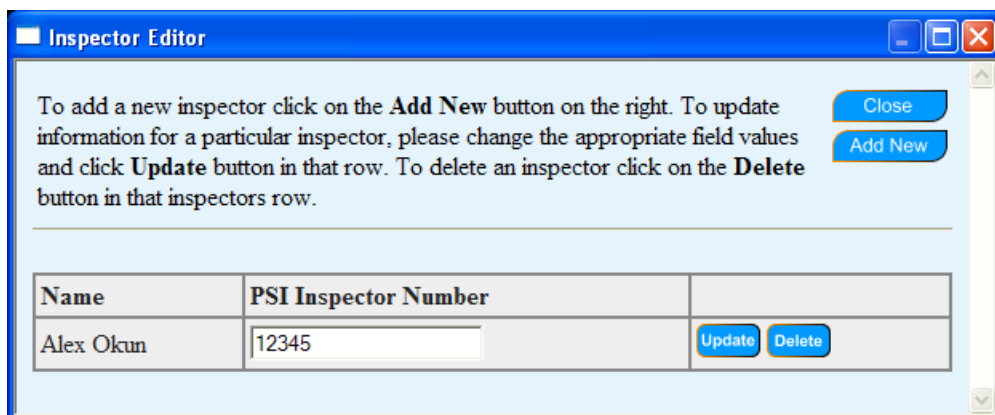 Inspector Editor
To add a new inspector click on the Add New button on the right. To update
information for a particular inspector, please change the appropriate field values
and click Update button in that row. To delete an inspector click on the Delete
button in that inspectors row.
Close
Add New
Name PSI Inspector Number
Alex Okun 12345 Update Delete